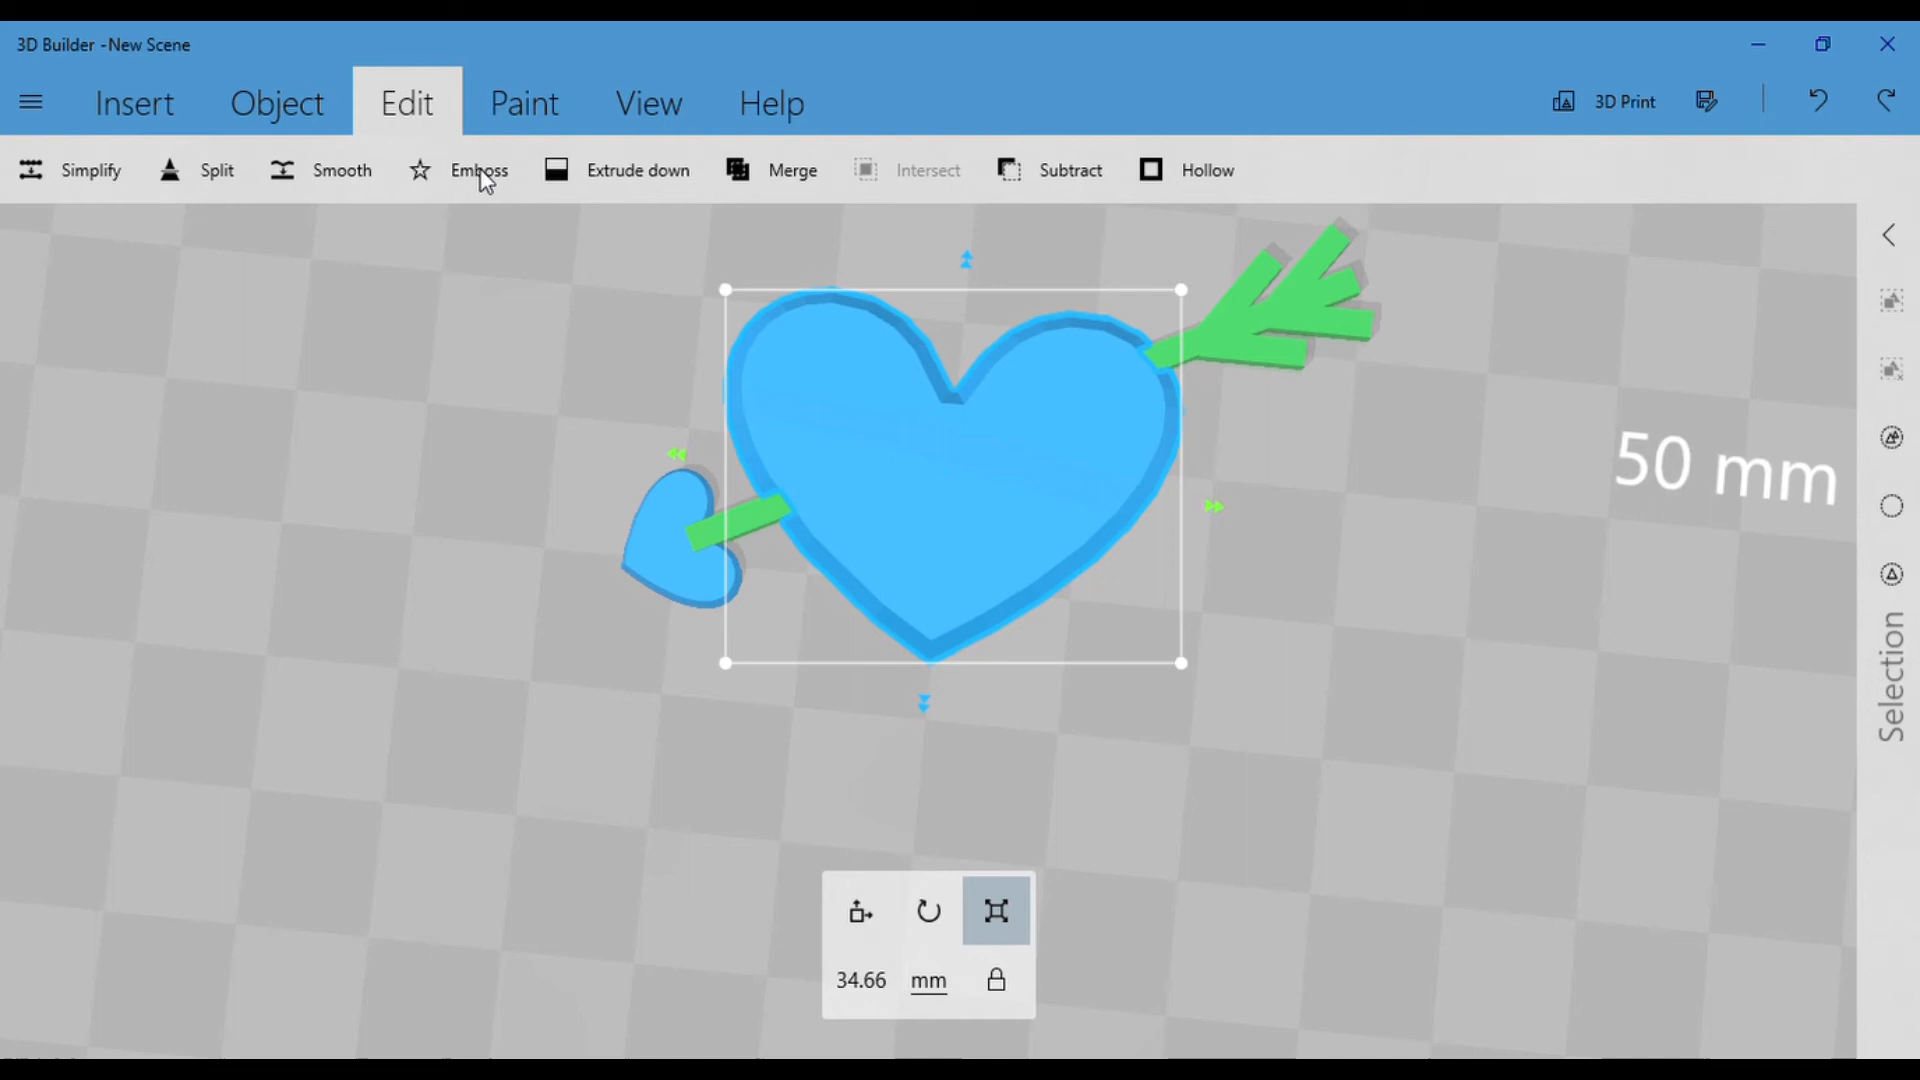 3D Builder -New Scene
Insert Object Edit Paint View Help 3D Print
Simplify Split Smooth Emboss Extrude down Merge Intersect Subtract Hollow
50 mm
Selection
34.66 mm